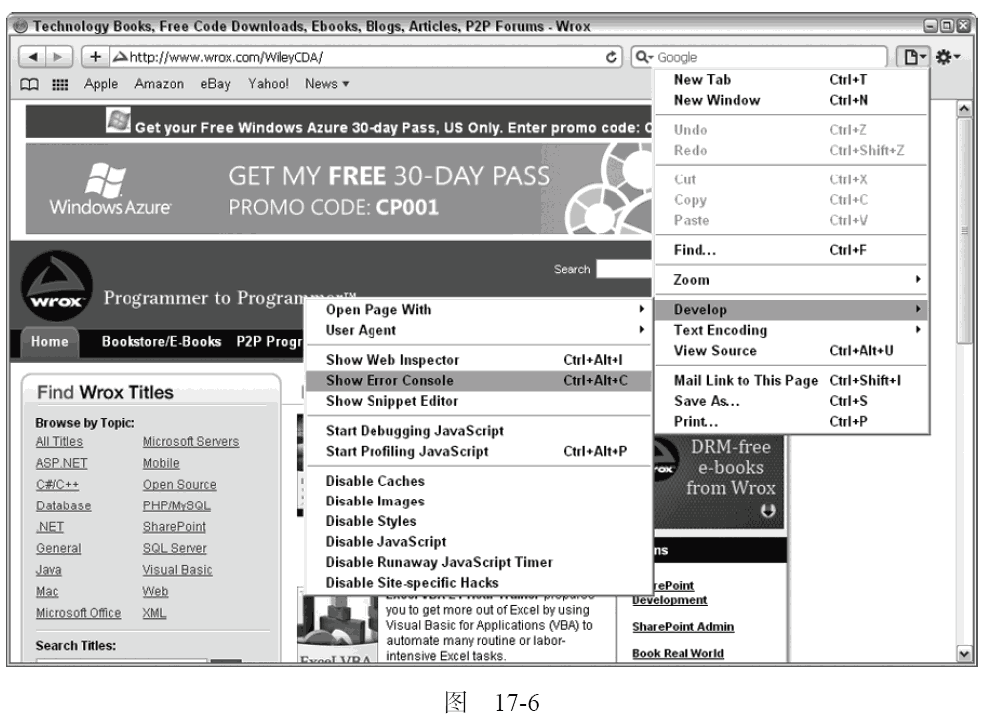 Technology Books, Free Code Downloads, Ebooks, Blogs, Articles, P2P Forums - Wrox
http://www.wrox.com/WileyCDA/
Google
Apple Amazon eBay Yahoo! News ▾
New Tab Ctrl+T
New Window Ctrl+N
Undo Ctrl+Z
Redo Ctrl+Shift+Z
Cut Ctrl+X
Copy Ctrl+C
Paste Ctrl+V
Find... Ctrl+F
Zoom
Develop
Text Encoding
View Source Ctrl+Alt+U
Mail Link to This Page Ctrl+Shift+I
Save As... Ctrl+S
Print... Ctrl+P
Get your Free Windows Azure 30-day Pass, US Only. Enter promo code:
Windows Azure
GET MY FREE 30-DAY PASS
PROMO CODE: CP001
Search
wrox
Programmer to Programmer™
Home Bookstore/E-Books P2P Progr
Open Page With
User Agent
Show Web Inspector Ctrl+Alt+I
Show Error Console Ctrl+Alt+C
Show Snippet Editor
Start Debugging JavaScript
Start Profiling JavaScript Ctrl+Alt+P
Disable Caches
Disable Images
Disable Styles
Disable JavaScript
Disable Runaway JavaScript Timer
Disable Site-specific Hacks
Find Wrox Titles
Browse by Topic:
All Titles Microsoft Servers
ASP.NET Mobile
C#/C++ Open Source
Database PHP/MySQL
.NET SharePoint
General SQL Server
Java Visual Basic
Mac Web
Microsoft Office XML
Search Titles:
you to get more out of Excel by using
Visual Basic for Applications (VBA) to
automate many routine or labor-
intensive Excel tasks.
Excel VBA
DRM-free
e-books
from Wrox
ns
rePoint
Development
SharePoint Admin
Book Real World
图 17-6